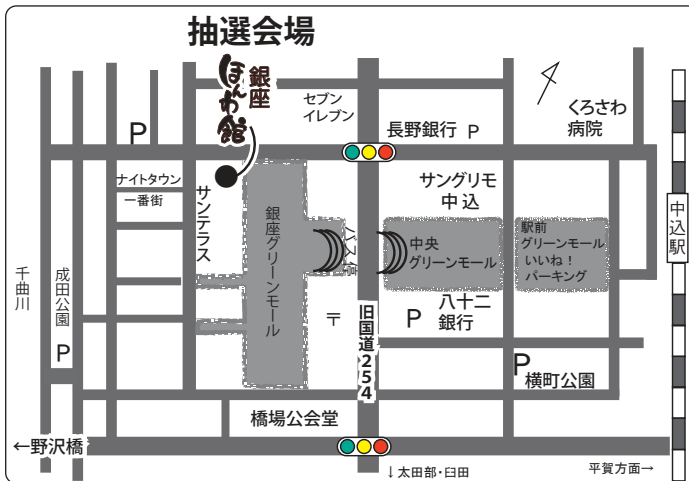 抽選会場
銀座
ほんわ館
セブン
イレブン
長野銀行 P
くろさわ
病院
P
ナイトタウン
一番街
サンテラス
銀座グリーンモール
バス停
サングリモ
中込
中央
グリーンモール
駅前
グリーンモール
いいね！
パーキング
中込駅
千曲川
成田公園
P
〒
旧国道254
P
八十二
銀行
P
横町公園
橋場公会堂
←野沢橋
↓太田部・臼田
平賀方面→